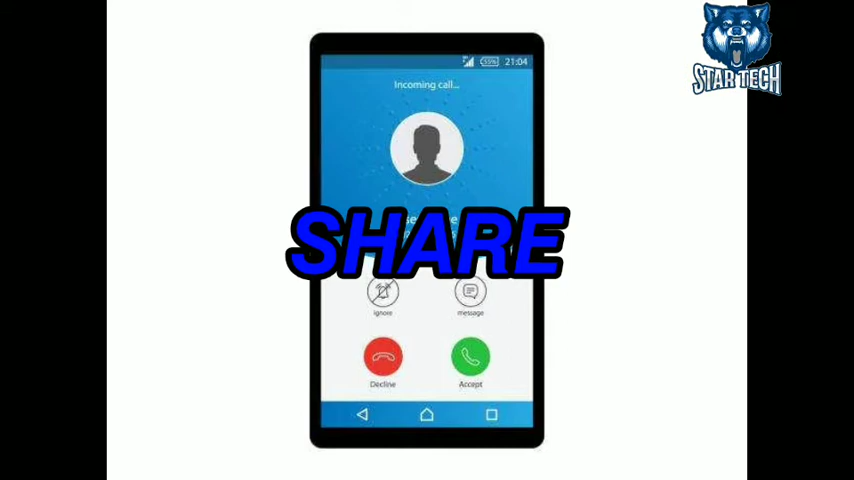 55% 21:04
Incoming call...
STAR TECH
SHARE
ignore message
Decline Accept